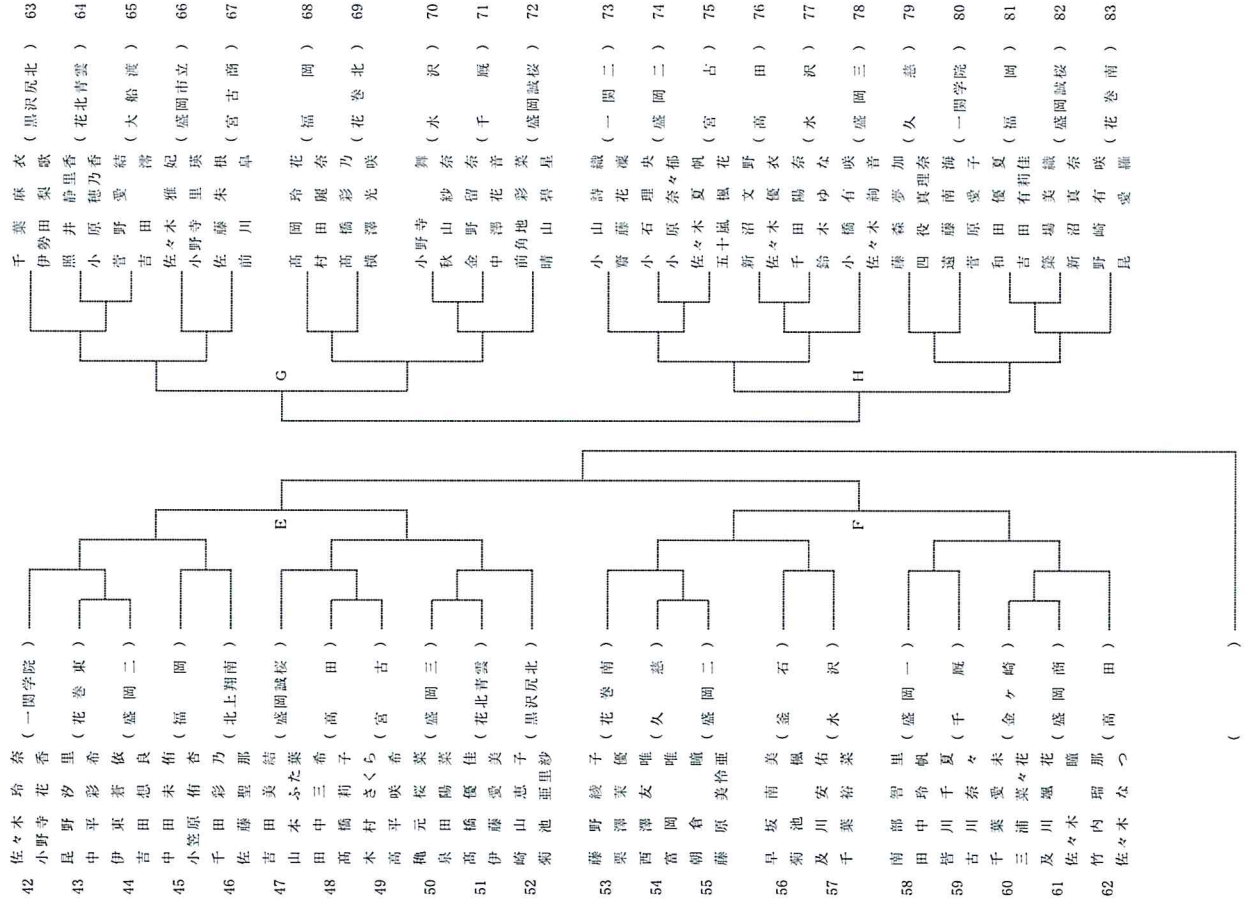 42 佐々木 玲奈 (一関学院)
小野寺 花香
43 昆野 汐里 (花巻東)
中平 彩希
44 伊東 蒼依 (盛岡二)
吉田 想良
45 中田 未侑 (福岡)
小笠原 侑杏
46 千田 彩乃 (北上翔南)
佐藤 聖那
47 吉田 美結 (盛岡誠桜)
山本 ふた葉
48 田中 三希 (高田)
髙橋 莉子
49 木村 さくら (宮古)
高平 咲希
50 穐元 桜菜 (盛岡三)
泉田 陽菜
51 髙橋 優佳 (花北青雲)
伊藤 愛美
52 崎山 恵子 (黒沢尻北)
菊池 亜里紗
E
53 藤野 綾子 (花巻南)
栗澤 茉優
54 西澤 友唯 (久慈)
富岡 唯
55 朝倉 瞳 (盛岡二)
藤原 美怜亜
56 早坂 南美 (釜石)
菊池 楓
57 及川 安佑 (水沢)
千葉 裕菜
58 南部 智里 (盛岡一)
田中 玲帆
59 皆川 千夏 (千厩)
古川 奈々
60 千葉 愛未 (金ケ崎)
三浦 菜々花
61 及川 颯花 (盛岡商)
佐々木 瞳
62 竹内 瑠那 (高田)
佐々木 なつ
F
( )
千葉 麻衣 (黒沢尻北) 63
伊勢田 梨歌
照井 静里香 (花北青雲) 64
小原 穂乃香
菅野 愛結 (大船渡) 65
吉田 澪
佐々木 雅妃 (盛岡市立) 66
小野寺 里瑛
佐藤 朱根 (宮古商) 67
前川 皐
髙岡 玲花 (福岡) 68
村田 麗奈
髙橋 彩乃 (花巻北) 69
横澤 光咲
小野寺 舞 (水沢) 70
秋山 紗奈
金野 留奈 (千厩) 71
中澤 花音
前角地 彩菜 (盛岡誠桜) 72
晴山 碧星
G
小山 詩織 (一関二) 73
齋藤 花凜
小石 理央 (盛岡二) 74
小原 奈々郁
佐々木 夏帆 (宮古) 75
五十嵐 楓花
新沼 文野 (高田) 76
佐々木 優衣
千田 陽奈 (水沢) 77
鈴木 ゆな
小橋 有咲 (盛岡三) 78
佐々木 絢音
藤森 夢加 (久慈) 79
四役 真理奈
遠藤 南海 (一関学院) 80
菅原 愛子
和田 優夏 (福岡) 81
吉田 有莉佳
築場 美織 (盛岡誠桜) 82
新沼 真奈
野崎 有咲 (花巻南) 83
昆 愛羅
H